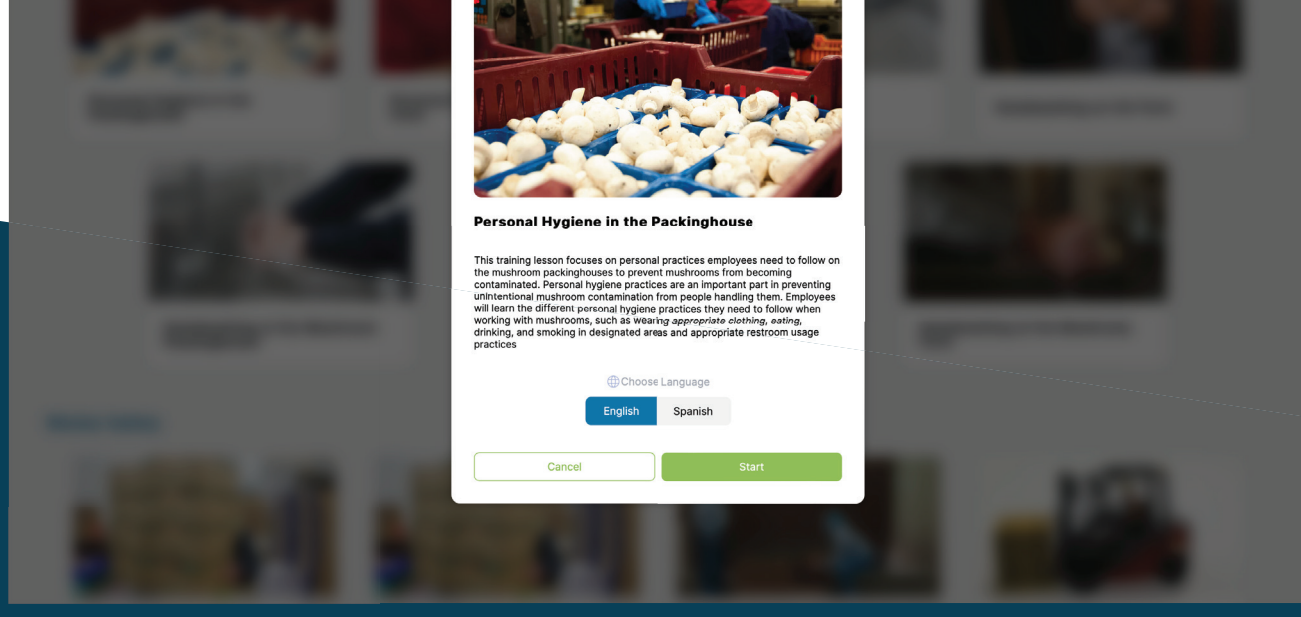 Personal Hygiene in the Packinghouse
This training lesson focuses on personal practices employees need to follow on
the mushroom packinghouses to prevent mushrooms from becoming
contaminated. Personal hygiene practices are an important part in preventing
unintentional mushroom contamination from people handling them. Employees
will learn the different personal hygiene practices they need to follow when
working with mushrooms, such as wearing appropriate clothing, eating,
drinking, and smoking in designated areas and appropriate restroom usage
practices
Choose Language
English Spanish
Cancel Start